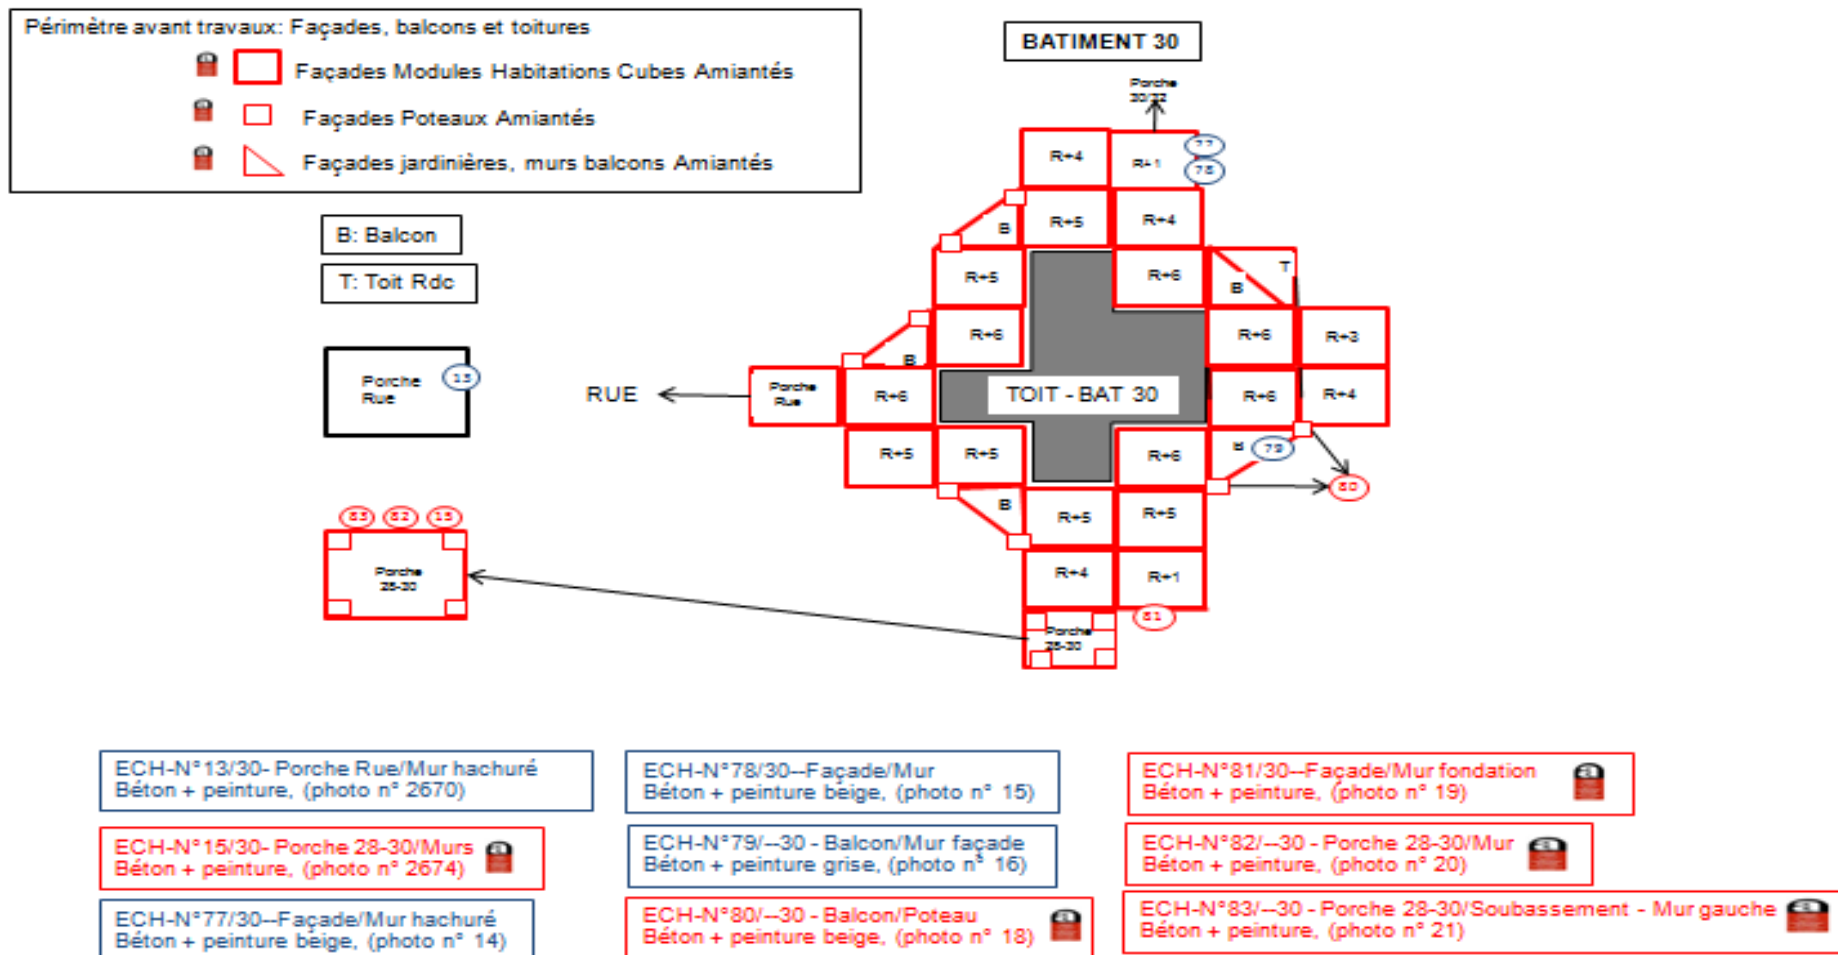 Périmètre avant travaux: Façades, balcons et toitures
Façades Modules Habitations Cubes Amiantés
Façades Poteaux Amiantés
Façades jardinières, murs balcons Amiantés
BATIMENT 30
Porche
30/32
B: Balcon
T: Toit Rdc
R+4
R+1
77
78
B
R+5
R+4
R+5
R+6
B
T
R+6
R+6
R+3
B
Porche
Rue
13
RUE
Porche
Rue
R+6
TOIT - BAT 30
R+6
R+4
R+5
R+5
R+6
B
79
80
B
R+5
R+5
83
82
15
Porche
28-30
R+4
R+1
81
Porche
28-30
ECH-N°13/30- Porche Rue/Mur hachuré
Béton + peinture, (photo n° 2670)
ECH-N°78/30--Façade/Mur
Béton + peinture beige, (photo n° 15)
ECH-N°81/30--Façade/Mur fondation
Béton + peinture, (photo n° 19)
ECH-N°15/30- Porche 28-30/Murs
Béton + peinture, (photo n° 2674)
ECH-N°79/--30 - Balcon/Mur façade
Béton + peinture grise, (photo n° 16)
ECH-N°82/--30 - Porche 28-30/Mur
Béton + peinture, (photo n° 20)
ECH-N°77/30--Façade/Mur hachuré
Béton + peinture beige, (photo n° 14)
ECH-N°80/--30 - Balcon/Poteau
Béton + peinture beige, (photo n° 18)
ECH-N°83/--30 - Porche 28-30/Soubassement - Mur gauche
Béton + peinture, (photo n° 21)